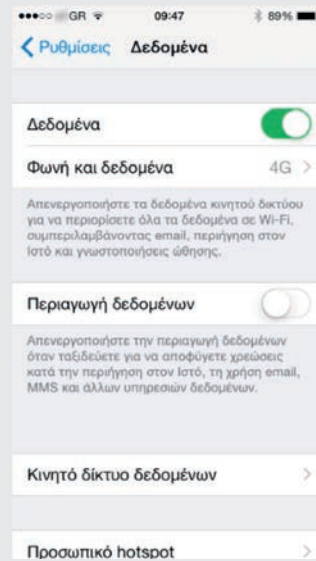 GR 09:47 89%
Ρυθμίσεις Δεδομένα
Δεδομένα
Φωνή και δεδομένα 4G
Απενεργοποιήστε τα δεδομένα κινητού δικτύου
για να περιορίσετε όλα τα δεδομένα σε Wi-Fi,
συμπεριλαμβάνοντας email, περιήγηση στον
Ιστό και γνωστοποιήσεις ώθησης.
Περιαγωγή δεδομένων
Απενεργοποιήστε την περιαγωγή δεδομένων
όταν ταξιδεύετε για να αποφύγετε χρεώσεις
κατά την περιήγηση στον Ιστό, τη χρήση email,
MMS και άλλων υπηρεσιών δεδομένων.
Κινητό δίκτυο δεδομένων
Προσωπικό hotspot